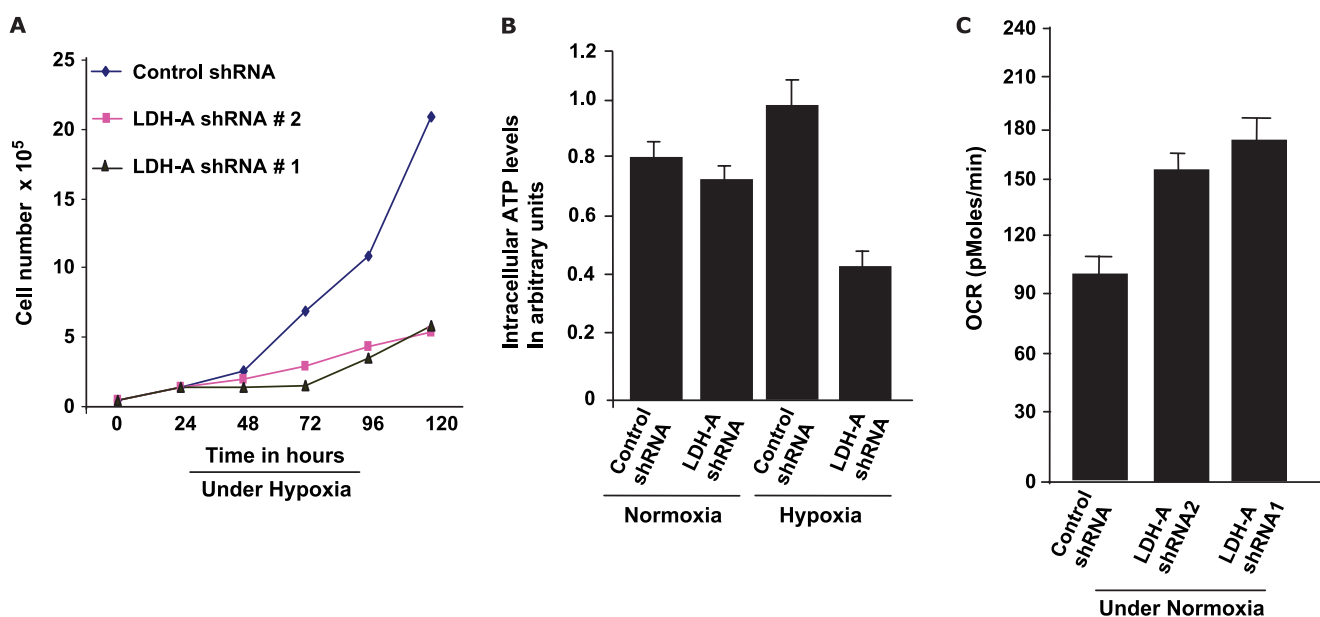 A
25
20
15
10
5
0
Cell number x 10⁵
Control shRNA
LDH-A shRNA # 2
LDH-A shRNA # 1
0 24 48 72 96 120
Time in hours
Under Hypoxia
B
1.2
1.0
0.8
0.6
0.4
0.2
0
Intracellular ATP levels
In arbitrary units
Control
shRNA
LDH-A
shRNA
Control
shRNA
LDH-A
shRNA
Normoxia
Hypoxia
C
240
210
180
150
120
90
60
30
0
OCR (pMoles/min)
Control
shRNA
LDH-A
shRNA2
LDH-A
shRNA1
Under Normoxia